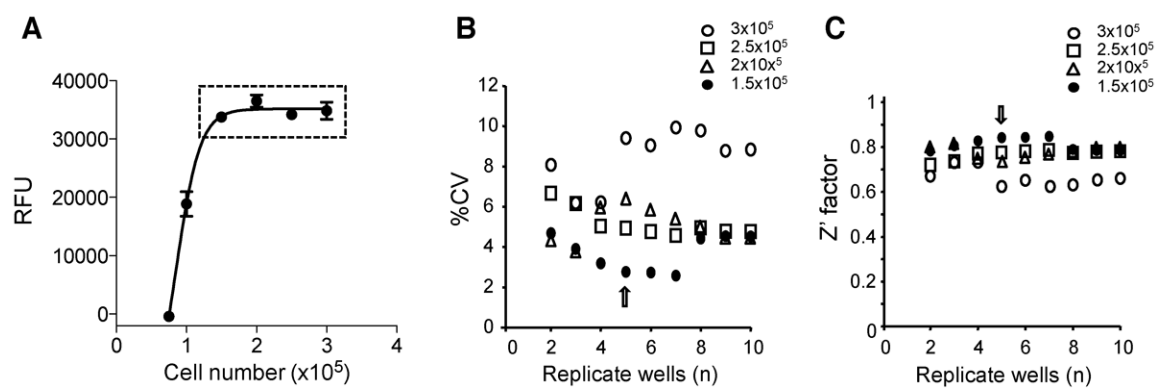 A
40000
30000
20000
10000
0
RFU
0
1
2
3
4
Cell number (x10⁵)
B
3x10⁵
2.5x10⁵
2x10x⁵
1.5x10⁵
12
10
8
6
4
2
0
%CV
0
2
4
6
8
10
Replicate wells (n)
C
3x10⁵
2.5x10⁵
2x10x⁵
1.5x10⁵
1
0.8
0.6
0.4
0.2
0
Z' factor
0
2
4
6
8
10
Replicate wells (n)